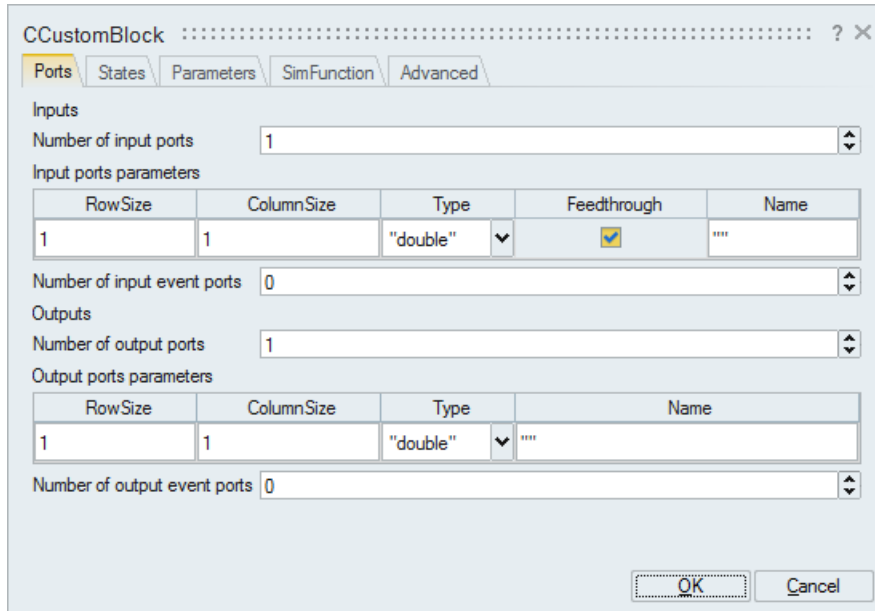 CCustomBlock ? ×
Ports States Parameters SimFunction Advanced
Inputs
Number of input ports 1
Input ports parameters
RowSize ColumnSize Type Feedthrough Name
1 1 "double" ""
Number of input event ports 0
Outputs
Number of output ports 1
Output ports parameters
RowSize ColumnSize Type Name
1 1 "double" ""
Number of output event ports 0
OK Cancel